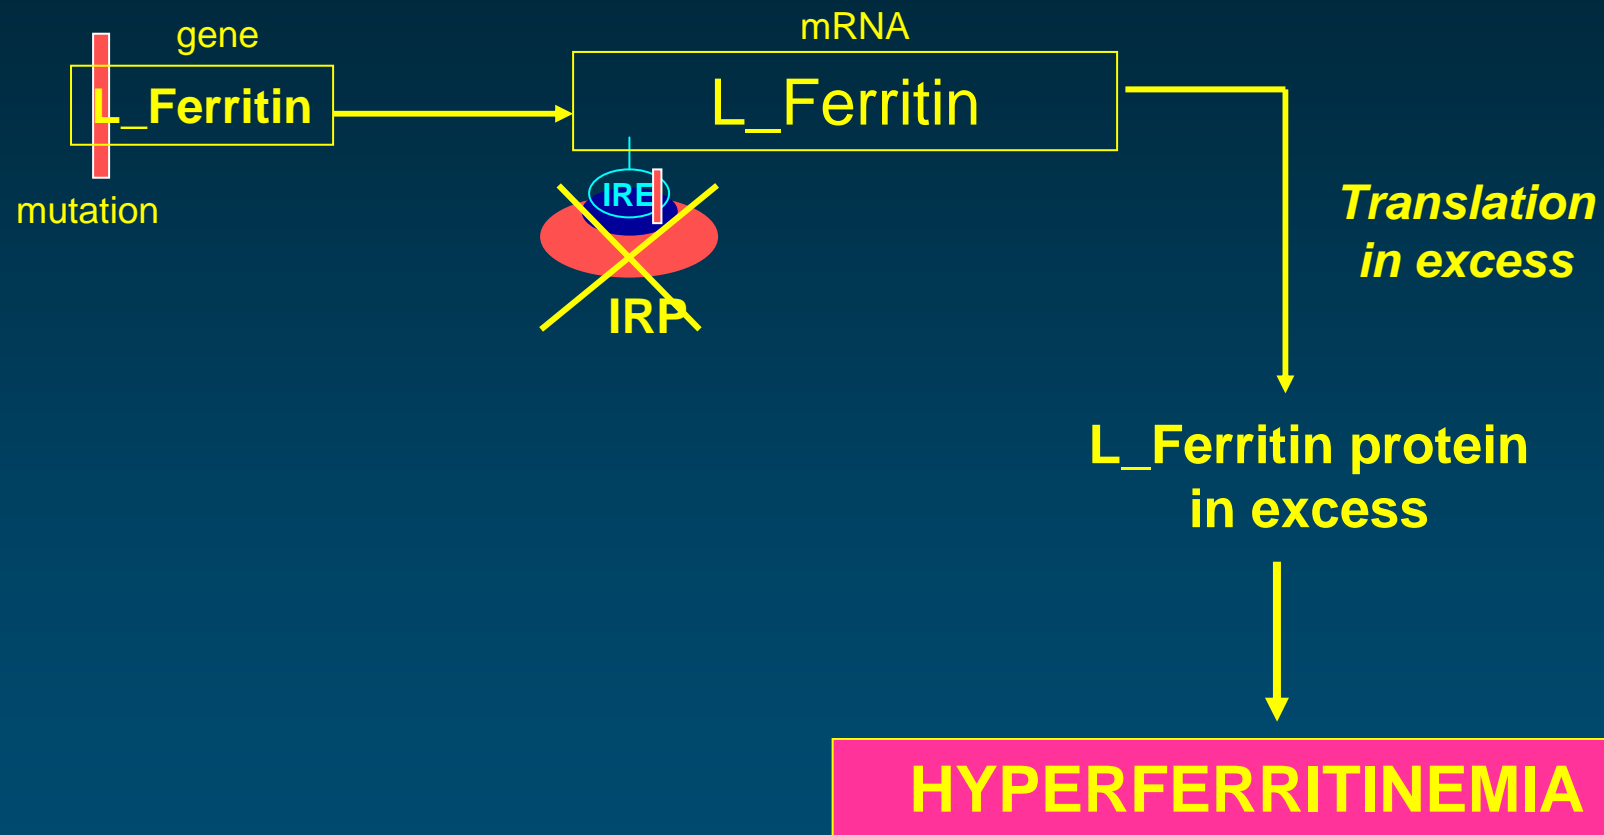 gene
L_Ferritin
mutation
mRNA
L_Ferritin
IRE
IRP
Translation
in excess
L_Ferritin protein
in excess
HYPERFERRITINEMIA